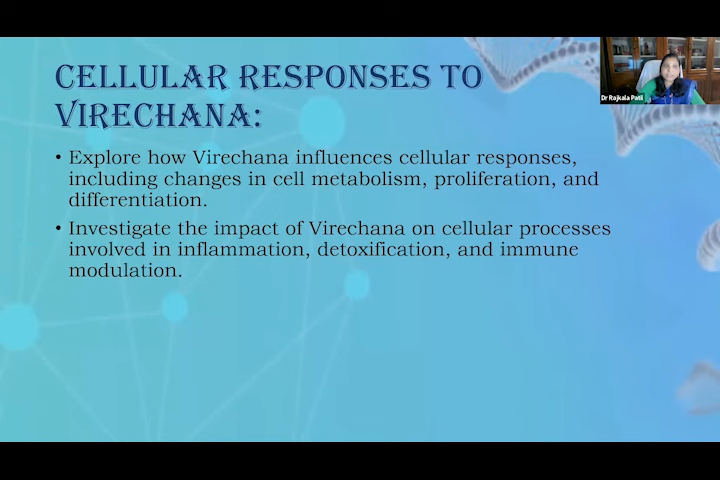 CELLULAR RESPONSES TO
VIRECHANA:
• Explore how Virechana influences cellular responses,
including changes in cell metabolism, proliferation, and
differentiation.
• Investigate the impact of Virechana on cellular processes
involved in inflammation, detoxification, and immune
modulation.
Dr Rajkala Patil